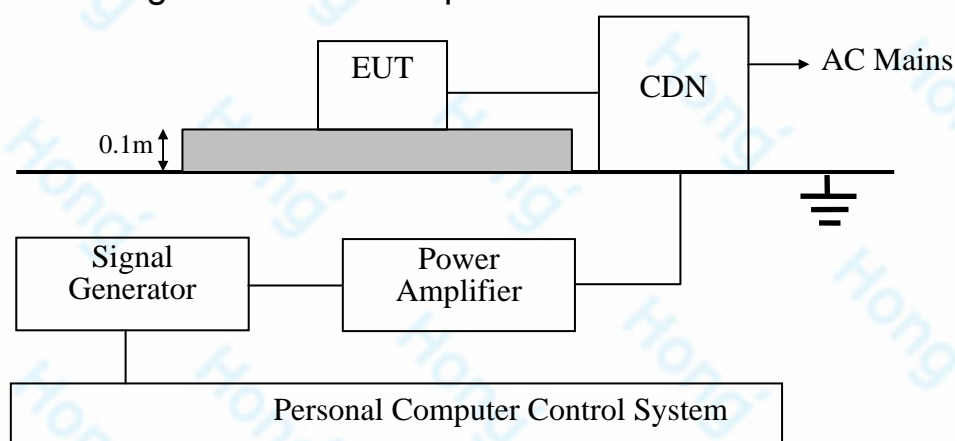 EUT
CDN
AC Mains
0.1m
Signal
Generator
Power
Amplifier
Personal Computer Control System